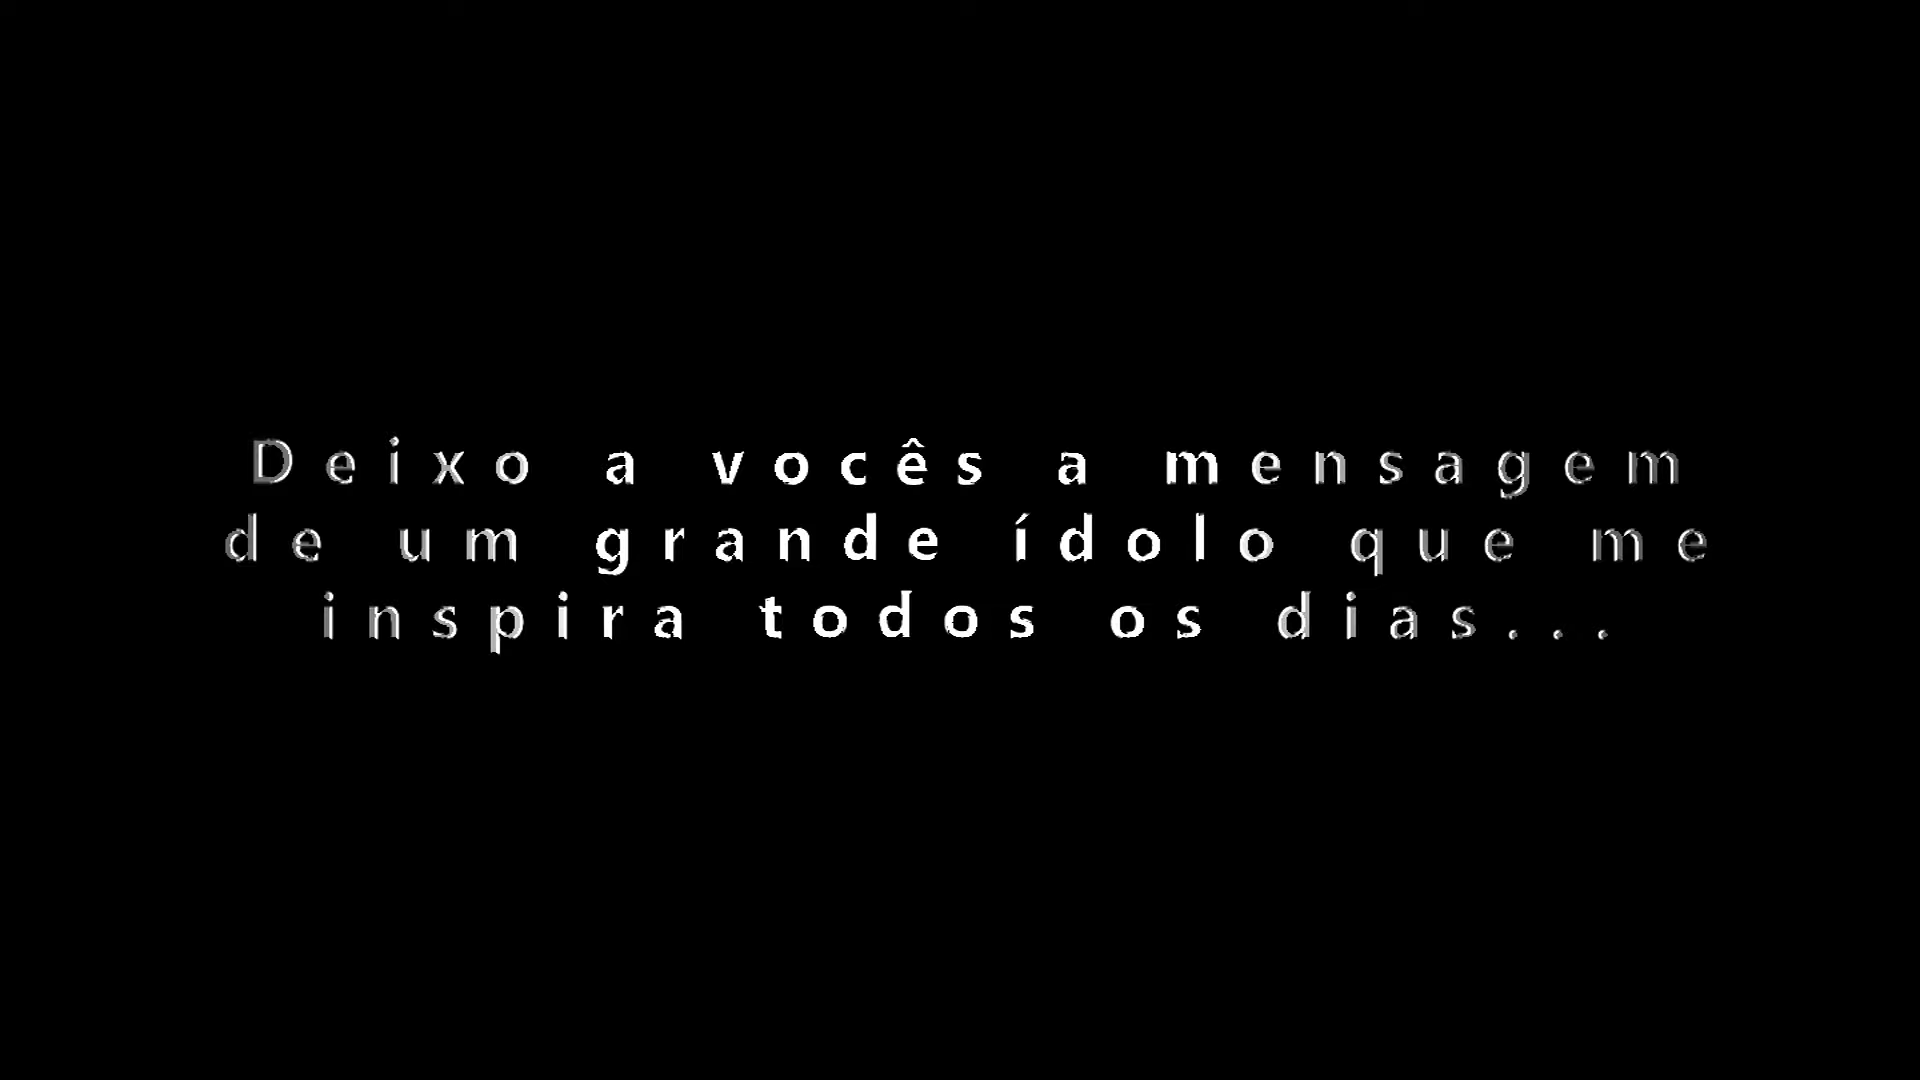 Deixo a vocês a mensagem
de um grande ídolo que me
inspira todos os dias...